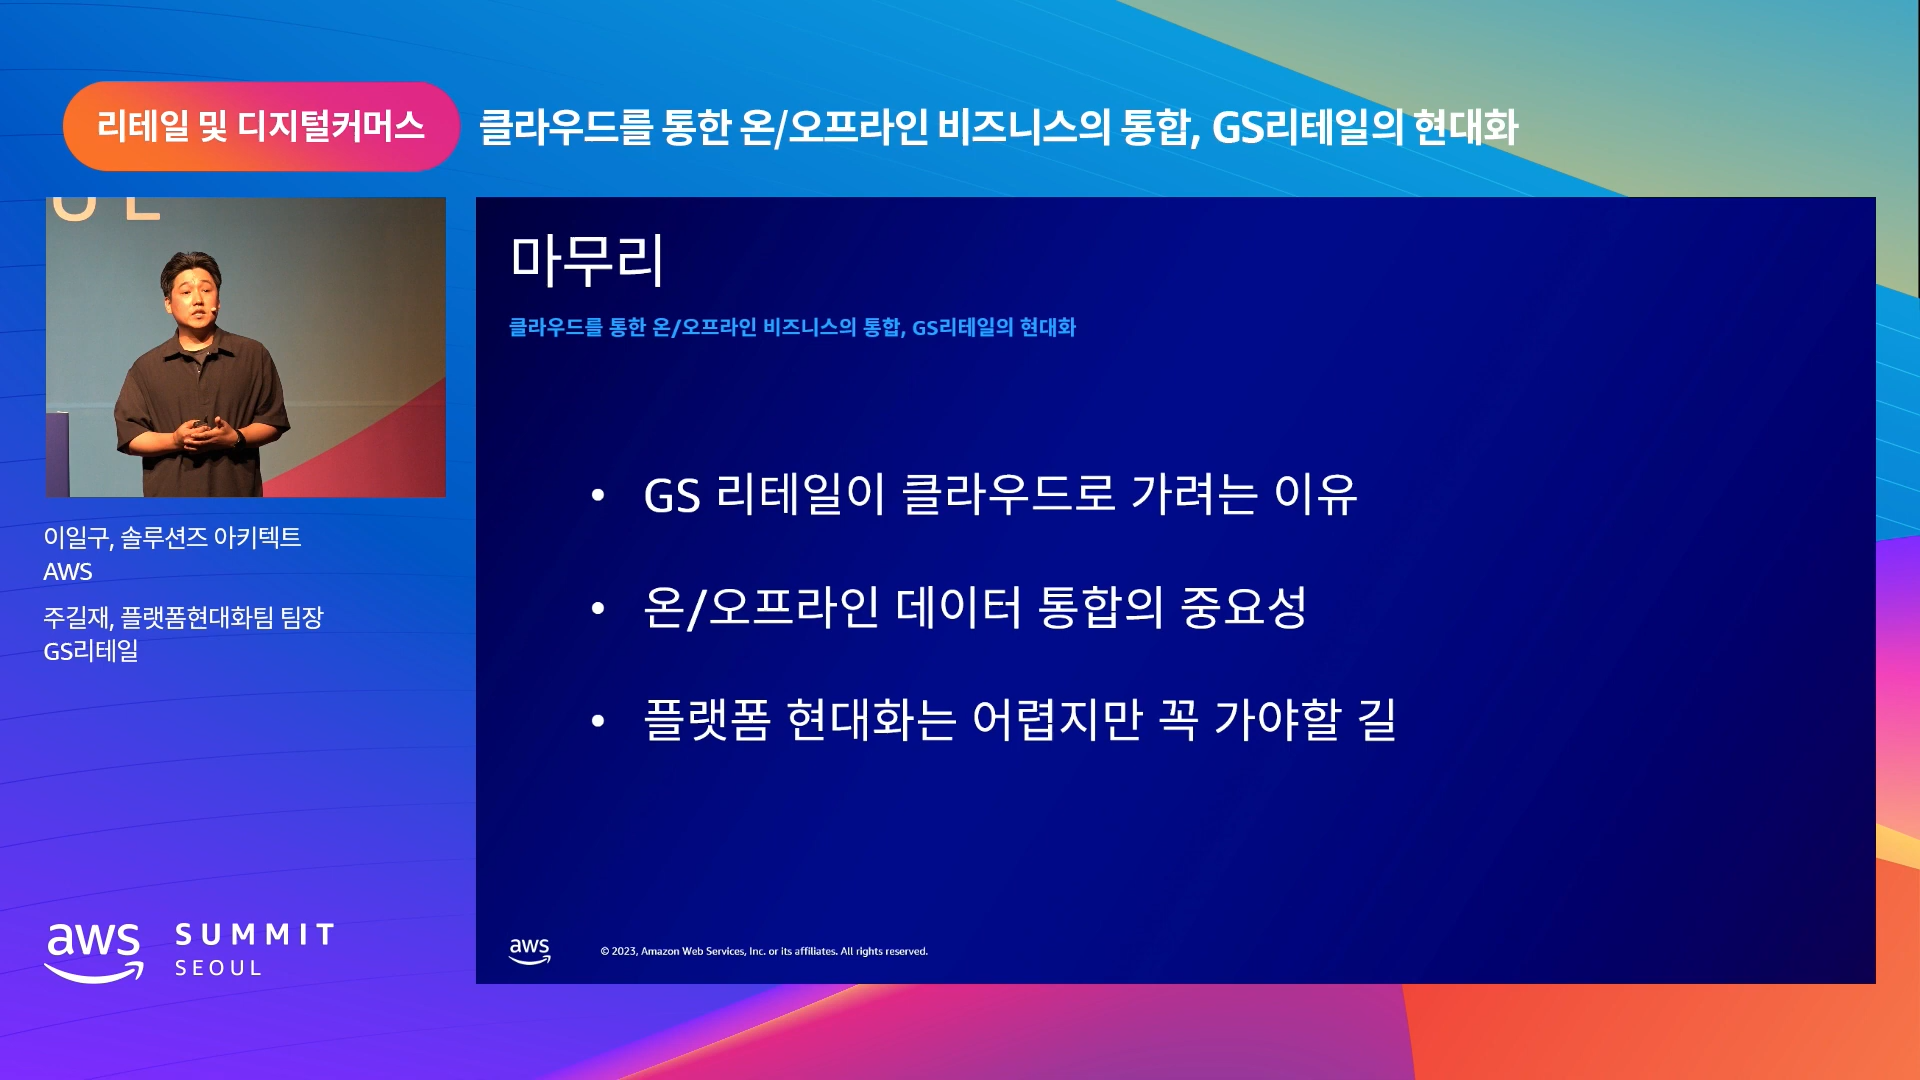 리테일 및 디지털커머스
클라우드를 통한 온/오프라인 비즈니스의 통합, GS리테일의 현대화
이일구, 솔루션즈 아키텍트
AWS
주길재, 플랫폼현대화팀 팀장
GS리테일
aws SUMMIT
SEOUL
마무리
클라우드를 통한 온/오프라인 비즈니스의 통합, GS리테일의 현대화
• GS 리테일이 클라우드로 가려는 이유
• 온/오프라인 데이터 통합의 중요성
• 플랫폼 현대화는 어렵지만 꼭 가야할 길
aws © 2023, Amazon Web Services, Inc. or its affiliates. All rights reserved.